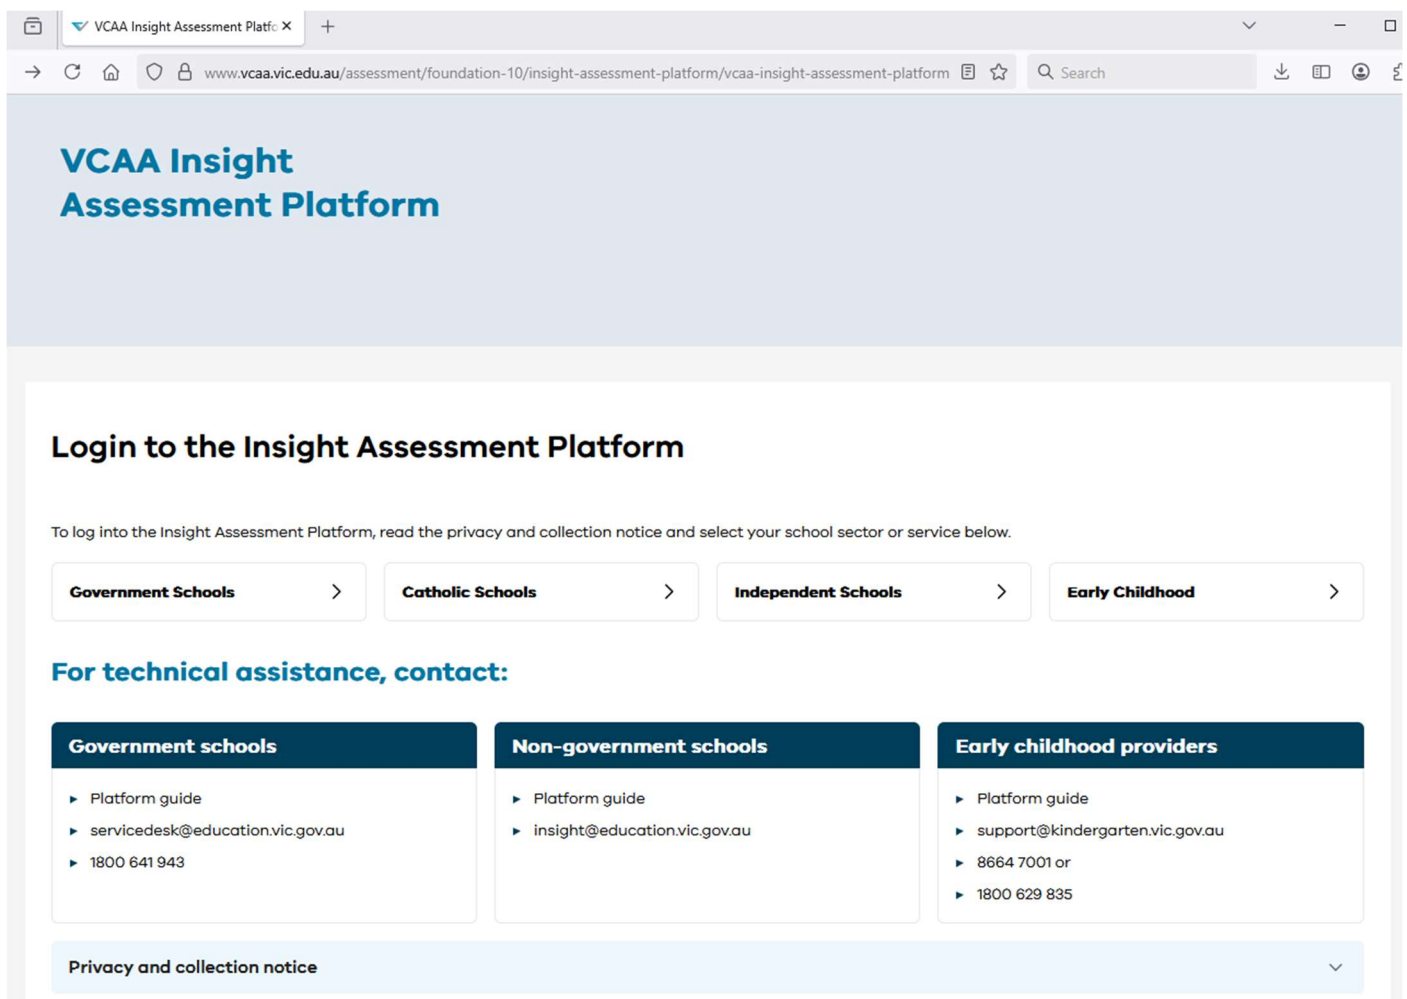 VCAA Insight Assessment Platfo
www.vcaa.vic.edu.au/assessment/foundation-10/insight-assessment-platform/vcaa-insight-assessment-platform
Search
VCAA Insight
Assessment Platform
Login to the Insight Assessment Platform
To log into the Insight Assessment Platform, read the privacy and collection notice and select your school sector or service below.
Government Schools
Catholic Schools
Independent Schools
Early Childhood
For technical assistance, contact:
Government schools
Platform guide
servicedesk@education.vic.gov.au
1800 641 943
Non-government schools
Platform guide
insight@education.vic.gov.au
Early childhood providers
Platform guide
support@kindergarten.vic.gov.au
8664 7001 or
1800 629 835
Privacy and collection notice